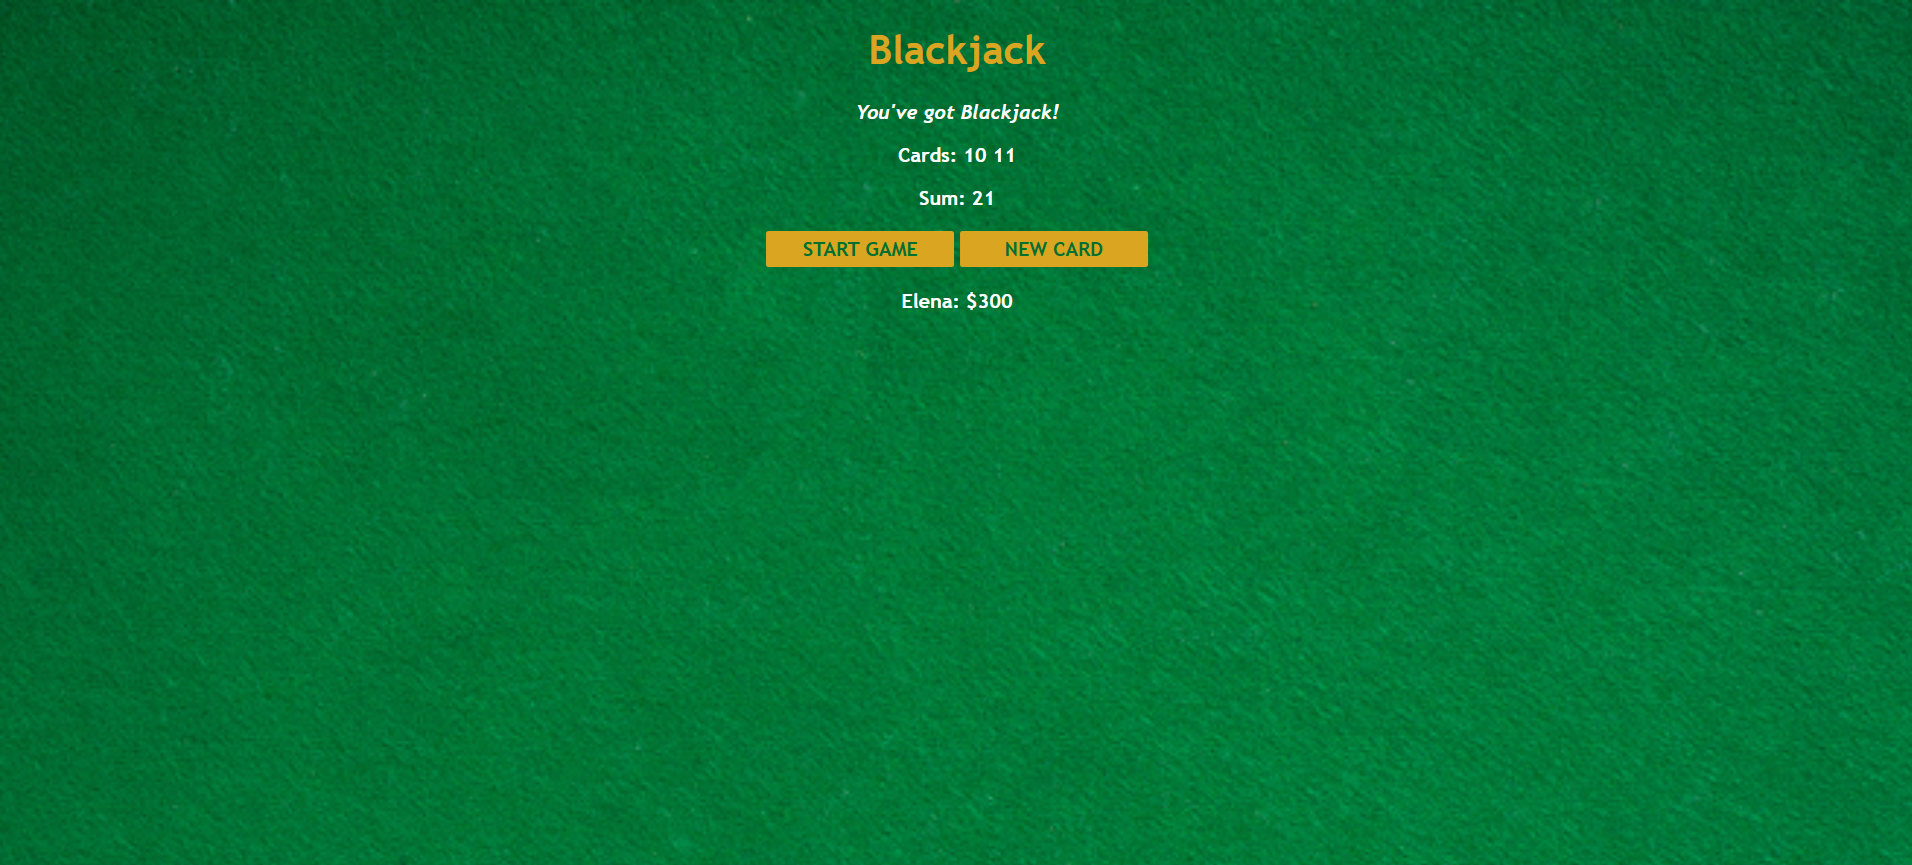 Blackjack
You've got Blackjack!
Cards: 10 11
Sum: 21
START GAME NEW CARD
Elena: $300